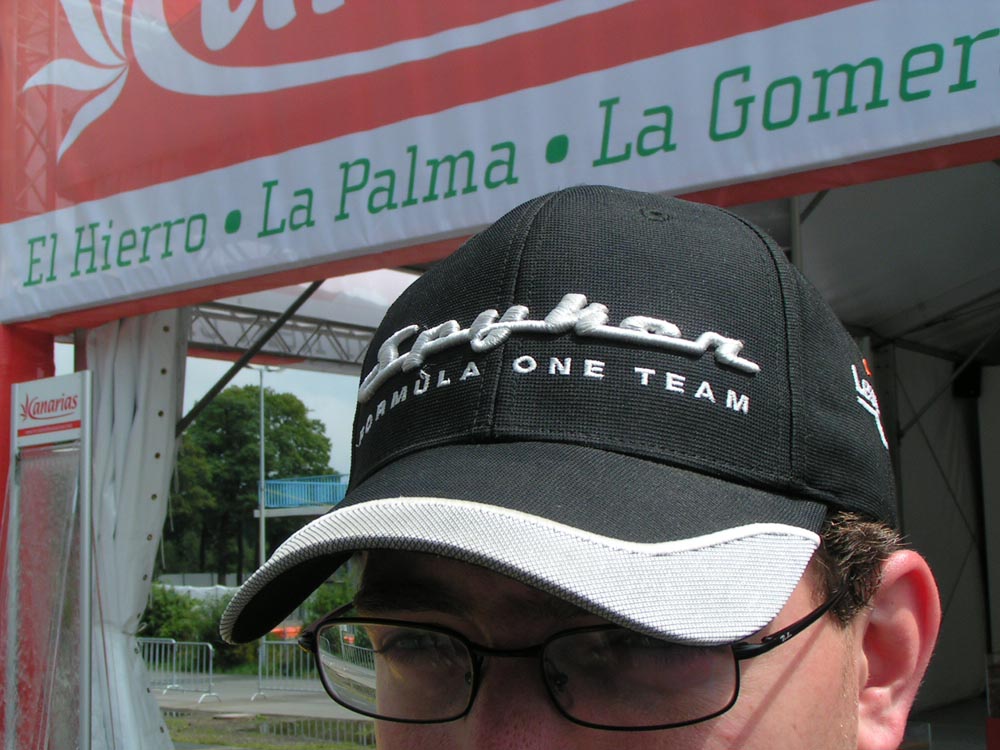 El Hierro • La Palma • La Gomer
Spyker
FORMULA ONE TEAM
Canarias